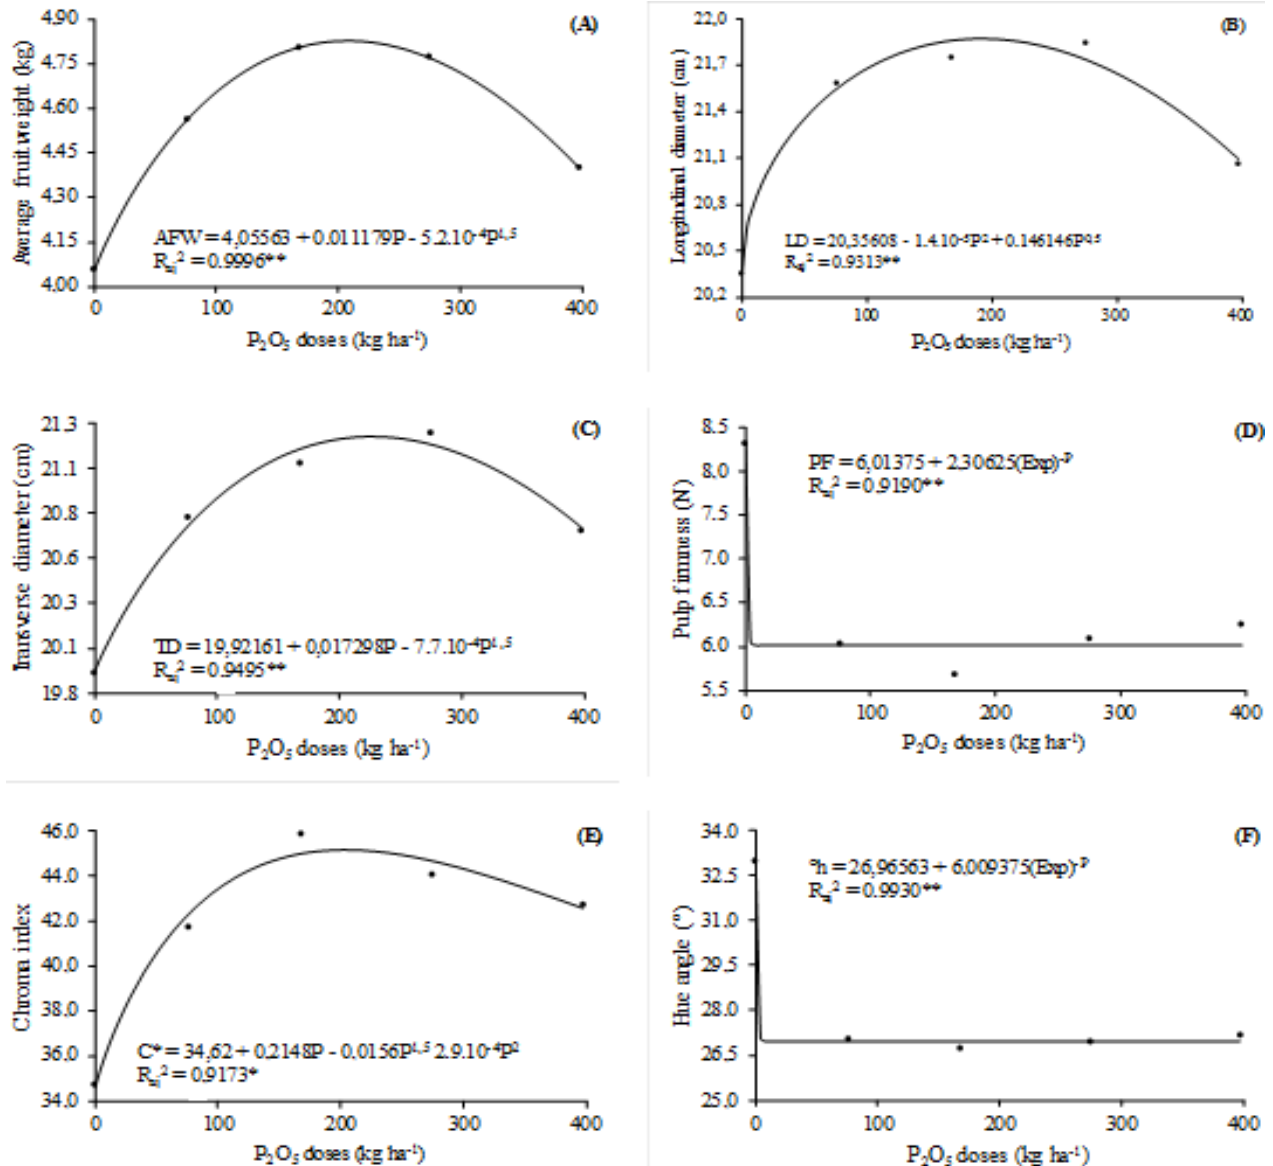 (A)
Average fruit weight (kg)
4.90
4.75
4.60
4.45
4.30
4.15
4.00
AFW = 4,05563 + 0.011179P - 5.2.10⁻⁴P¹·⁵
Raj² = 0.9996**
0 100 200 300 400
P₂O₅ doses (kg ha⁻¹)
(B)
Longitudinal diameter (cm)
22,0
21,7
21,4
21,1
20,8
20,5
20,2
LD = 20,35608 - 1.4.10⁻⁵P² + 0.146146P⁰·⁵
Raj² = 0.9313**
0 100 200 300 400
P₂O₅ doses (kg ha⁻¹)
(C)
Transverse diameter (cm)
21.3
21.1
20.8
20.6
20.3
20.1
19.8
TD = 19,92161 + 0,017298P - 7.7.10⁻⁴P¹·⁵
Raj² = 0.9495**
0 100 200 300 400
P₂O₅ doses (kg ha⁻¹)
(D)
Pulp firmness (N)
8.5
8.0
7.5
7.0
6.5
6.0
5.5
PF = 6,01375 + 2.30625(Exp)⁻ᴾ
Raj² = 0.9190**
0 100 200 300 400
P₂O₅ doses (kg ha⁻¹)
(E)
Chroma index
46.0
44.0
42.0
40.0
38.0
36.0
34.0
C* = 34,62 + 0,2148P - 0,0156P¹·⁵ 2.9.10⁻⁴P²
Raj² = 0.9173*
0 100 200 300 400
P₂O₅ doses (kg ha⁻¹)
(F)
Hue angle (º)
34.0
32.5
31.0
29.5
28.0
26.5
25.0
°h = 26,96563 + 6,009375(Exp)⁻ᴾ
Raj² = 0.9930**
0 100 200 300 400
P₂O₅ doses (kg ha⁻¹)